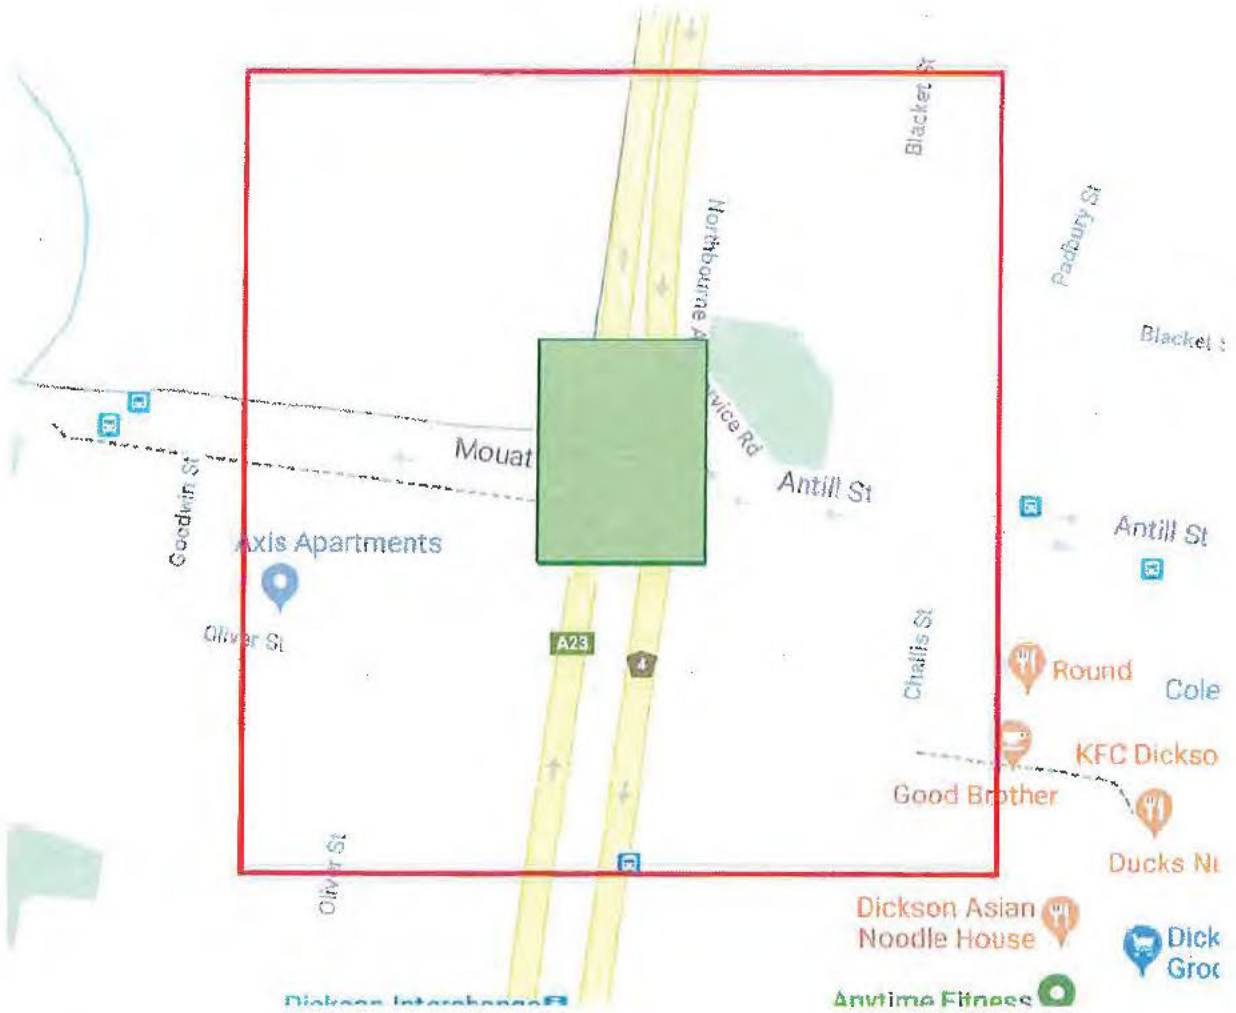 Blacket St
Padbury St
Northbourne A
Blacket S
rvice Rd
Mouat
Antill St
Goodwin St
Antill St
Axis Apartments
Oliver St
A23
4
Challis St
Round
Cole
KFC Dickso
Good Brother
Oliver St
Ducks Nu
Dickson Asian
Noodle House
Dick
Groc
Dickson Interchange
Anytime Fitness